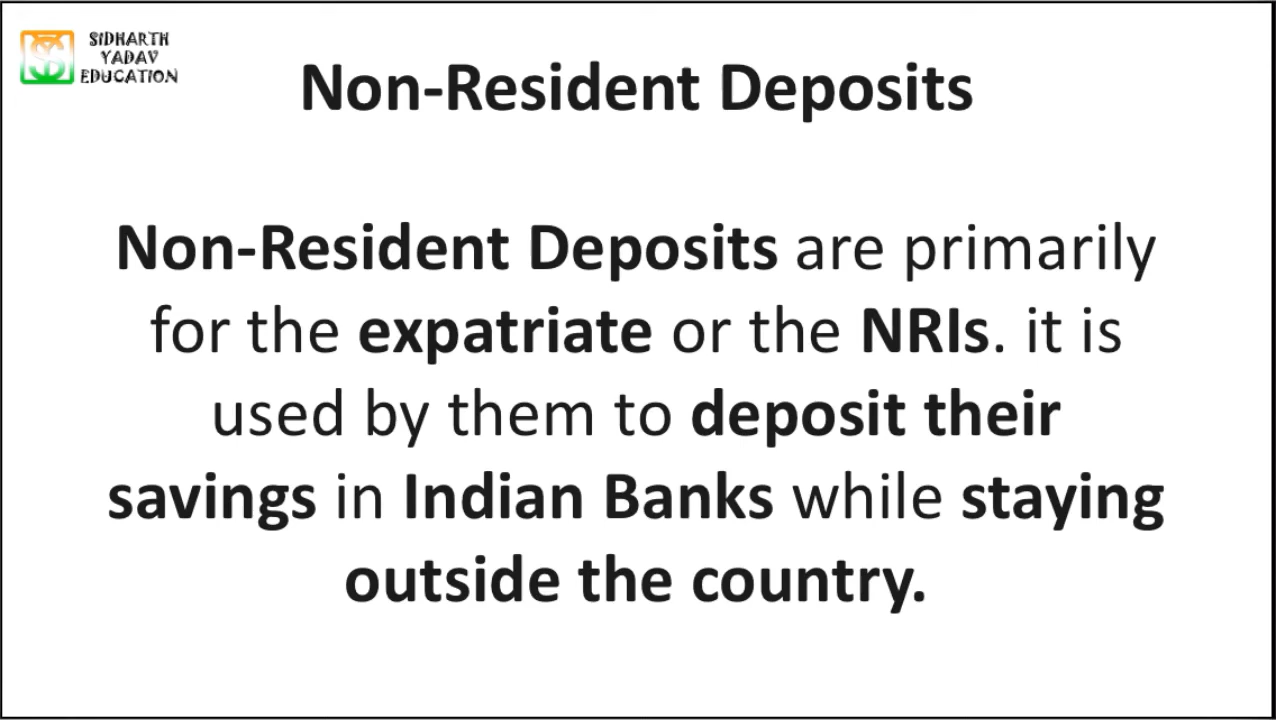 SIDHARTH
YADAV
EDUCATION
Non-Resident Deposits
Non-Resident Deposits are primarily
for the expatriate or the NRIs. it is
used by them to deposit their
savings in Indian Banks while staying
outside the country.